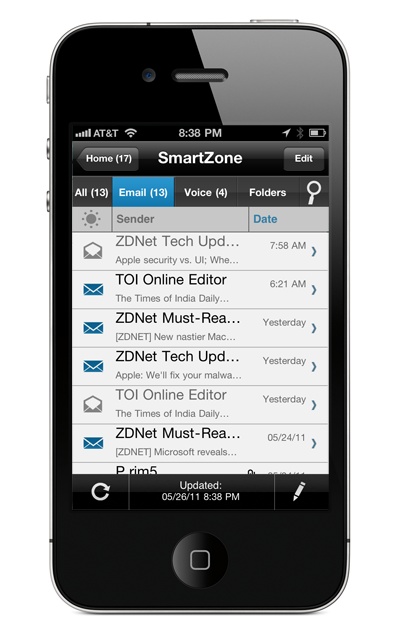 AT&T 8:38 PM
Home (17) SmartZone Edit
All (13) Email (13) Voice (4) Folders
Sender Date
ZDNet Tech Upd... 7:58 AM
Apple security vs. UI; Whe...
TOI Online Editor 6:21 AM
The Times of India Daily...
ZDNet Must-Rea... Yesterday
[ZDNET] New nastier Mac...
ZDNet Tech Upd... Yesterday
Apple: We'll fix your malwa...
TOI Online Editor Yesterday
The Times of India Daily...
ZDNet Must-Rea... 05/24/11
[ZDNET] Microsoft reveals...
P rim5 05/24/11
Updated:
05/26/11 8:38 PM